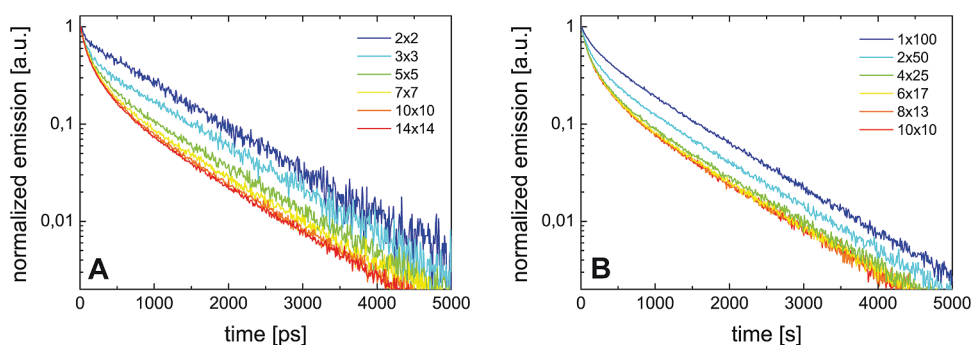 normalized emission [a.u.]
1
0,1
0,01
2x2
3x3
5x5
7x7
10x10
14x14
A
0 1000 2000 3000 4000 5000
time [ps]
normalized emission [a.u.]
1
0,1
0,01
1x100
2x50
4x25
6x17
8x13
10x10
B
0 1000 2000 3000 4000 5000
time [s]